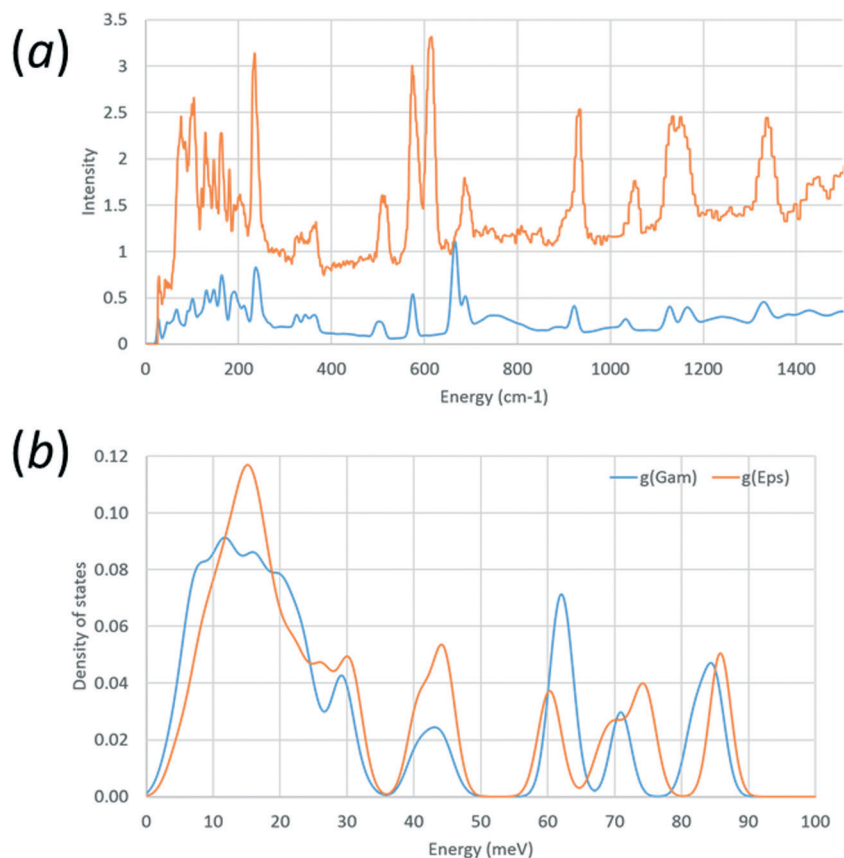 (a)
Intensity
3.5
3
2.5
2
1.5
1
0.5
0
0 200 400 600 800 1000 1200 1400
Energy (cm-1)
(b)
Density of states
0.12
0.10
0.08
0.06
0.04
0.02
0.00
g(Gam) g(Eps)
0 10 20 30 40 50 60 70 80 90 100
Energy (meV)